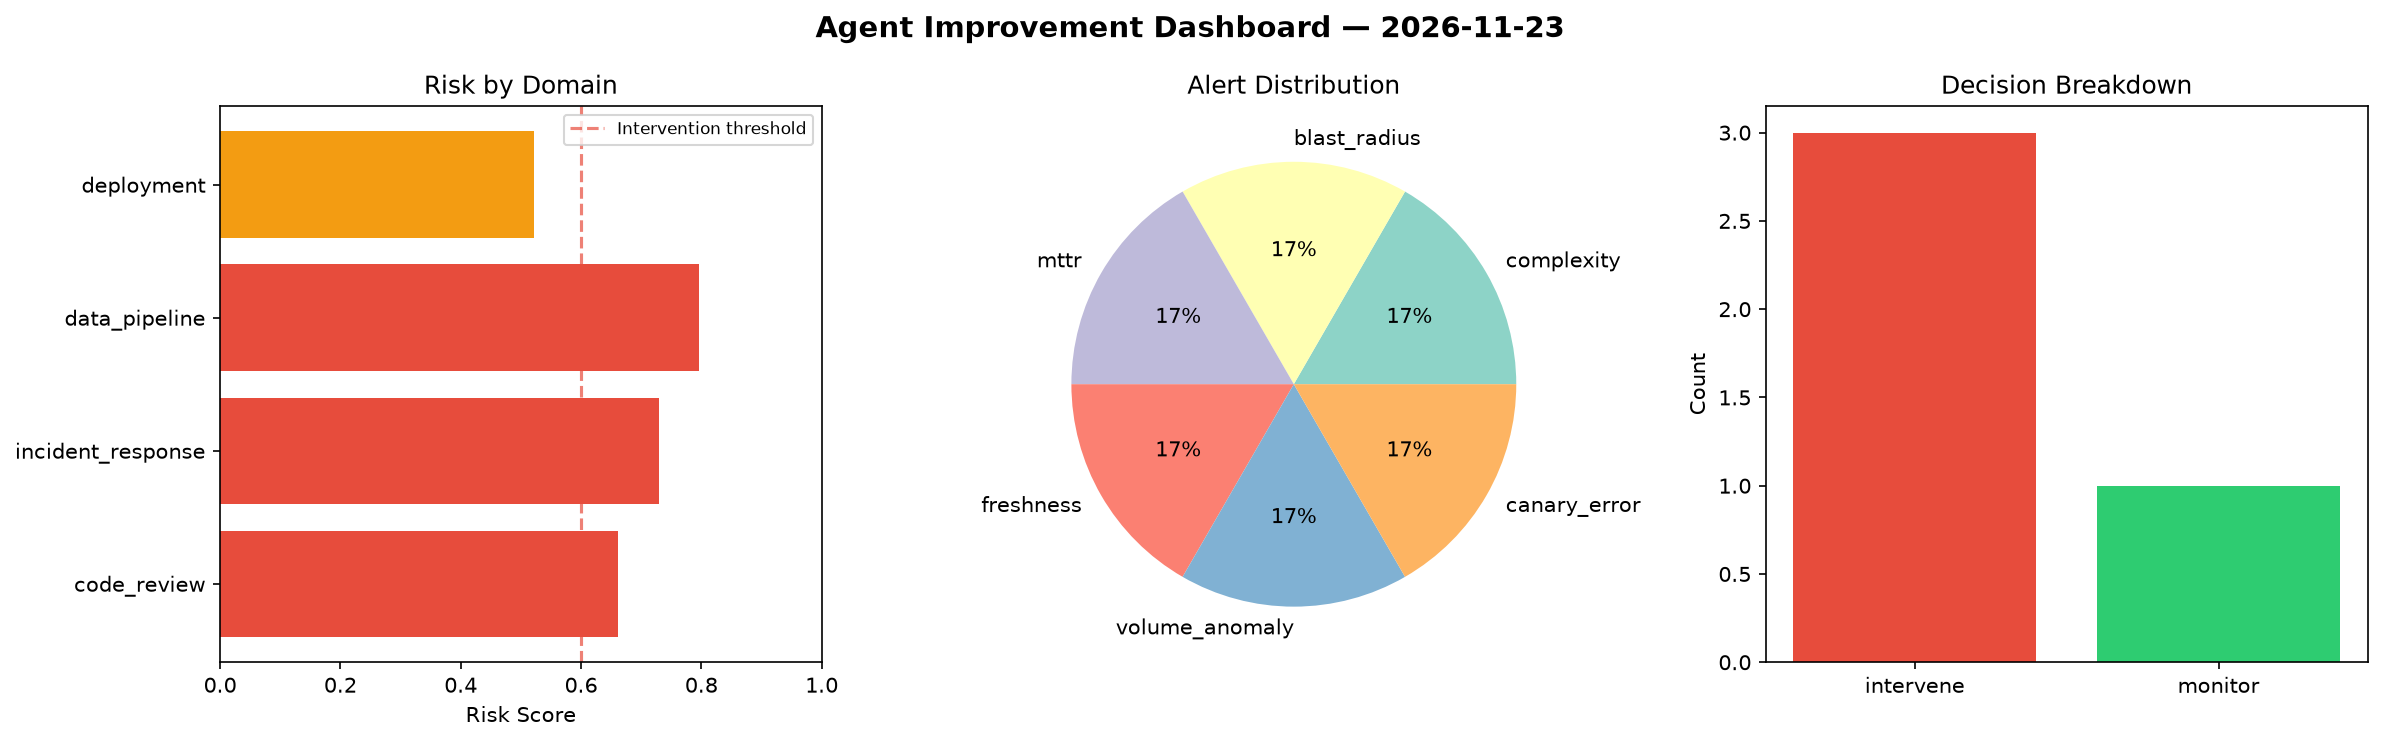 Agent Improvement Dashboard — 2026-11-23
Risk by Domain
Intervention threshold
deployment
data_pipeline
incident_response
code_review
0.0 0.2 0.4 0.6 0.8 1.0
Risk Score
Alert Distribution
blast_radius
mttr
complexity
17%
17%
17%
17%
17%
17%
freshness
canary_error
volume_anomaly
Decision Breakdown
3.0
2.5
2.0
1.5
1.0
0.5
0.0
Count
intervene monitor